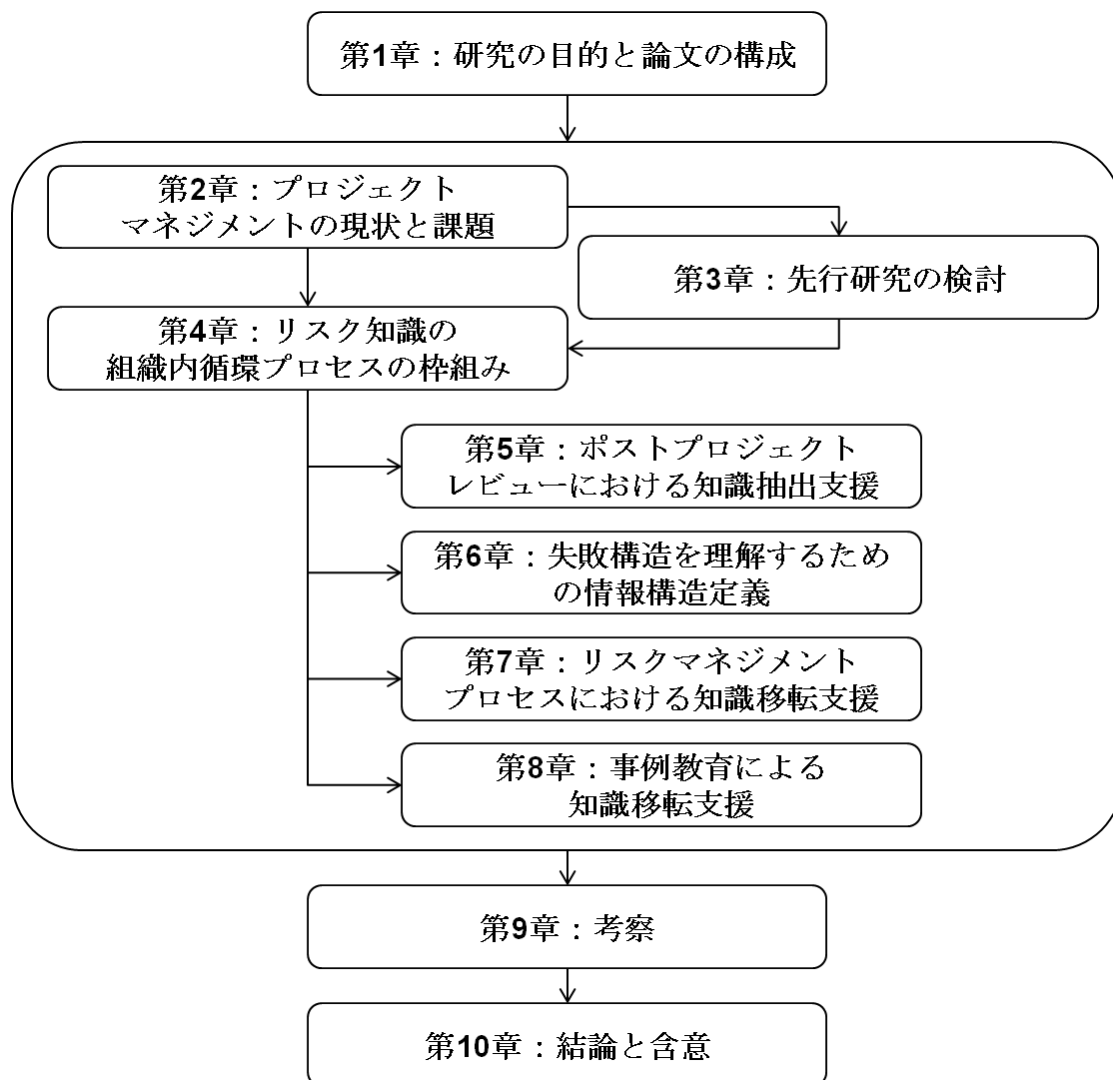 第1章：研究の目的と論文の構成
第2章：プロジェクト
マネジメントの現状と課題
第3章：先行研究の検討
第4章：リスク知識の
組織内循環プロセスの枠組み
第5章：ポストプロジェクト
レビューにおける知識抽出支援
第6章：失敗構造を理解するため
の情報構造定義
第7章：リスクマネジメント
プロセスにおける知識移転支援
第8章：事例教育による
知識移転支援
第9章：考察
第10章：結論と含意